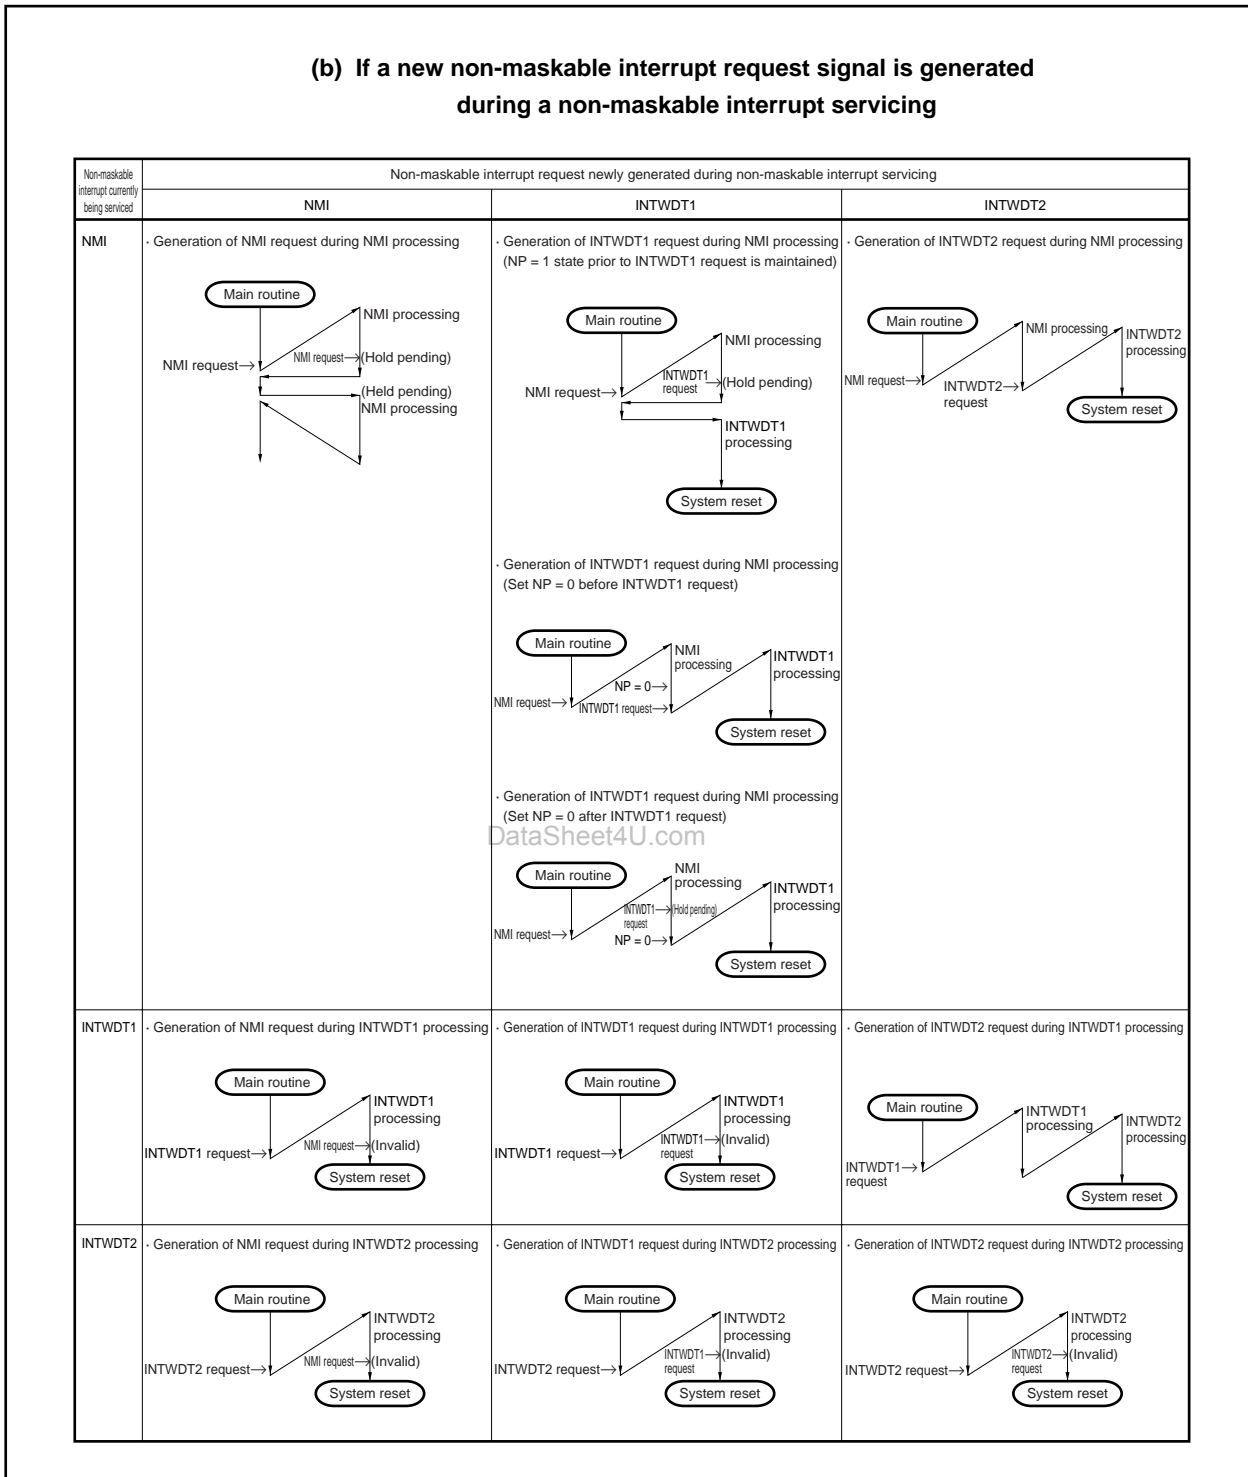 (b) If a new non-maskable interrupt request signal is generated
during a non-maskable interrupt servicing
Non-maskable
interrupt currently
being serviced
Non-maskable interrupt request newly generated during non-maskable interrupt servicing
NMI
INTWDT1
INTWDT2
NMI
· Generation of NMI request during NMI processing
Main routine
NMI processing
NMI request→(Hold pending)
NMI request→
(Held pending)
NMI processing
· Generation of INTWDT1 request during NMI processing
(NP = 1 state prior to INTWDT1 request is maintained)
Main routine
NMI processing
INTWDT1
request
→(Hold pending)
NMI request→
INTWDT1
processing
System reset
· Generation of INTWDT1 request during NMI processing
(Set NP = 0 before INTWDT1 request)
Main routine
NMI
processing
INTWDT1
processing
NP = 0→
NMI request→
INTWDT1 request→
System reset
· Generation of INTWDT1 request during NMI processing
(Set NP = 0 after INTWDT1 request)
DataSheet4U.com
Main routine
NMI
processing
INTWDT1
processing
INTWDT1→(Hold pending)
request
NMI request→
NP = 0→
System reset
· Generation of INTWDT2 request during NMI processing
Main routine
NMI processing
INTWDT2
processing
NMI request→
INTWDT2→
request
System reset
INTWDT1
· Generation of NMI request during INTWDT1 processing
Main routine
INTWDT1
processing
NMI request→(Invalid)
INTWDT1 request→
System reset
· Generation of INTWDT1 request during INTWDT1 processing
Main routine
INTWDT1
processing
INTWDT1→(Invalid)
request
INTWDT1 request→
System reset
· Generation of INTWDT2 request during INTWDT1 processing
Main routine
INTWDT1
processing
INTWDT2
processing
INTWDT1→
request
System reset
INTWDT2
· Generation of NMI request during INTWDT2 processing
Main routine
INTWDT2
processing
NMI request→(Invalid)
INTWDT2 request→
System reset
· Generation of INTWDT1 request during INTWDT2 processing
Main routine
INTWDT2
processing
INTWDT1→(Invalid)
request
INTWDT2 request→
System reset
· Generation of INTWDT2 request during INTWDT2 processing
Main routine
INTWDT2
processing
INTWDT2→(Invalid)
request
INTWDT2 request→
System reset